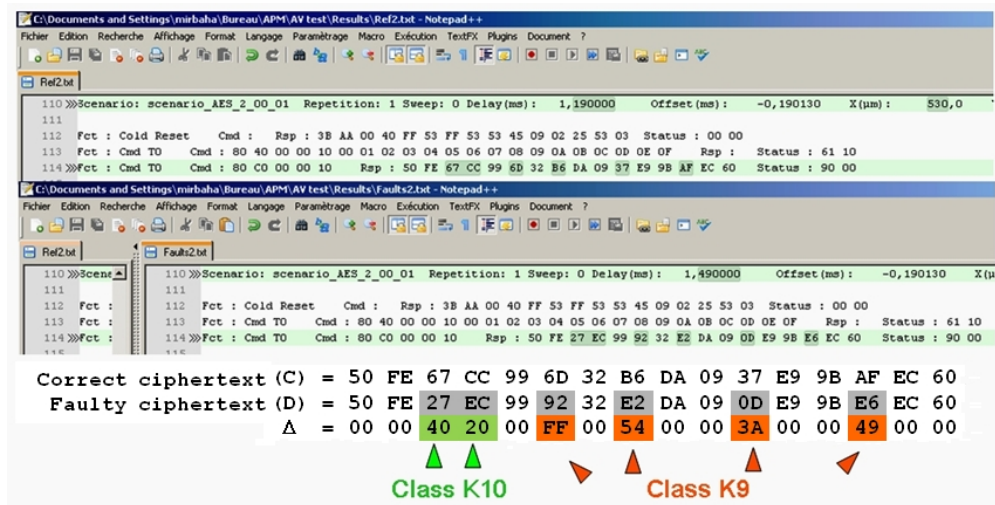 C:\Documents and Settings\mirbaha\Bureau\APM\AV test\Results\Ref2.txt - Notepad++
Fichier Edition Recherche Affichage Format Langage Paramètrage Macro Exécution TextFX Plugins Document ?
Ref2.txt
110 Scenario: scenario_AES_2_00_01 Repetition: 1 Sweep: 0 Delay(ms): 1,190000 Offset(ms): -0,190130 X(µm): 530,0
111
112 Fct : Cold Reset Cmd : Rsp : 3B AA 00 40 FF 53 FF 53 53 45 09 02 25 53 03 Status : 00 00
113 Fct : Cmd T0 Cmd : 80 40 00 00 10 00 01 02 03 04 05 06 07 08 09 0A 0B 0C 0D 0E 0F Rsp : Status : 61 10
114 Fct : Cmd T0 Cmd : 80 C0 00 00 10 Rsp : 50 FE 67 CC 99 6D 32 B6 DA 09 37 E9 9B AF EC 60 Status : 90 00
C:\Documents and Settings\mirbaha\Bureau\APM\AV test\Results\Faults2.txt - Notepad++
Fichier Edition Recherche Affichage Format Langage Paramètrage Macro Exécution TextFX Plugins Document ?
Ref2.txt Faults2.txt
110 Scene 110 Scenario: scenario_AES_2_00_01 Repetition: 1 Sweep: 0 Delay(ms): 1,490000 Offset(ms): -0,190130 X(µ
111 111
112 Fct : 112 Fct : Cold Reset Cmd : Rsp : 3B AA 00 40 FF 53 FF 53 53 45 09 02 25 53 03 Status : 00 00
113 Fct : 113 Fct : Cmd T0 Cmd : 80 40 00 00 10 00 01 02 03 04 05 06 07 08 09 0A 0B 0C 0D 0E 0F Rsp : Status : 61 10
114 Fct : 114 Fct : Cmd T0 Cmd : 80 C0 00 00 10 Rsp : 50 FE 27 EC 99 92 32 E2 DA 09 0D E9 9B E6 EC 60 Status : 90 00
115 115
Correct ciphertext (C) = 50 FE 67 CC 99 6D 32 B6 DA 09 37 E9 9B AF EC 60
Faulty ciphertext (D) = 50 FE 27 EC 99 92 32 E2 DA 09 0D E9 9B E6 EC 60
Δ = 00 00 40 20 00 FF 00 54 00 00 3A 00 00 49 00 00
Class K10 Class K9